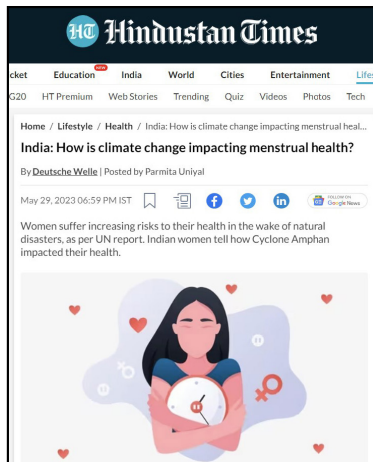 HT Hindustan Times
cket Education NEW India World Cities Entertainment Lifes
G20 HT Premium Web Stories Trending Quiz Videos Photos Tech
Home / Lifestyle / Health / India: How is climate change impacting menstrual heal...
India: How is climate change impacting menstrual health?
By Deutsche Welle | Posted by Parmita Uniyal
May 29, 2023 06:59 PM IST f in HT FOLLOW ON Google News
Women suffer increasing risks to their health in the wake of natural
disasters, as per UN report. Indian women tell how Cyclone Amphan
impacted their health.